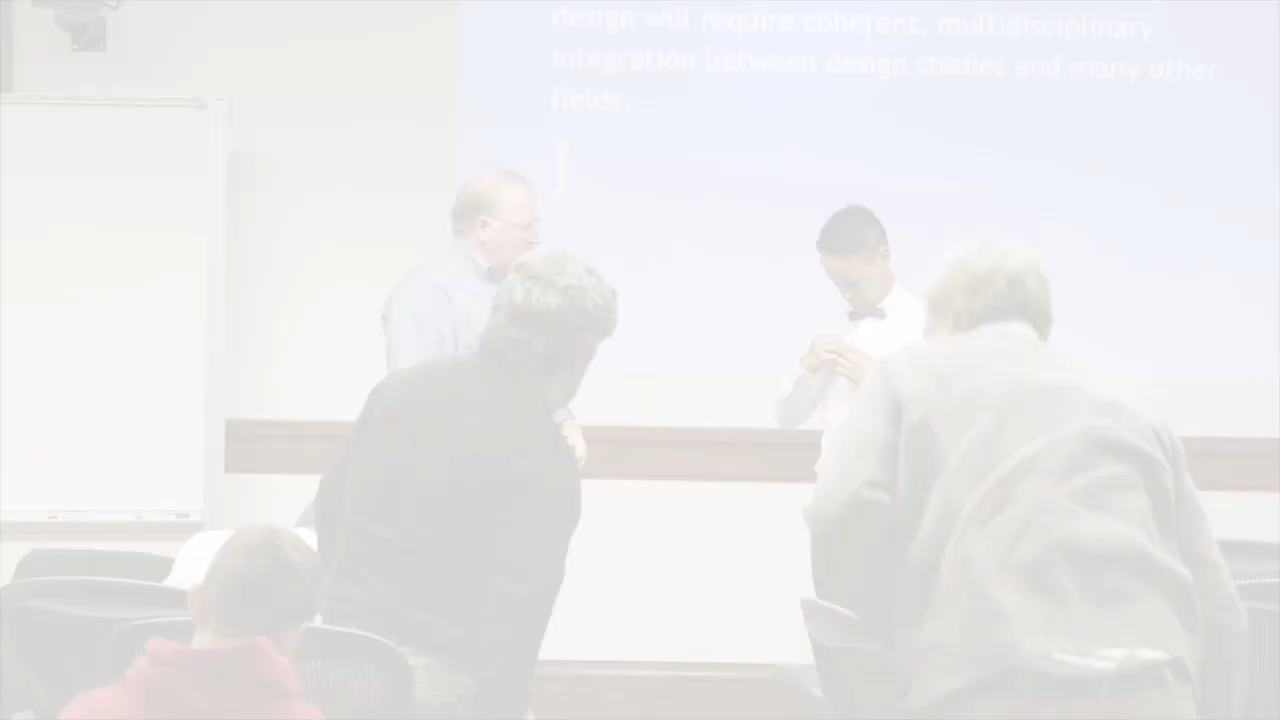 design will require coherent, multidisciplinary
integration between design studies and many other
fields.
]